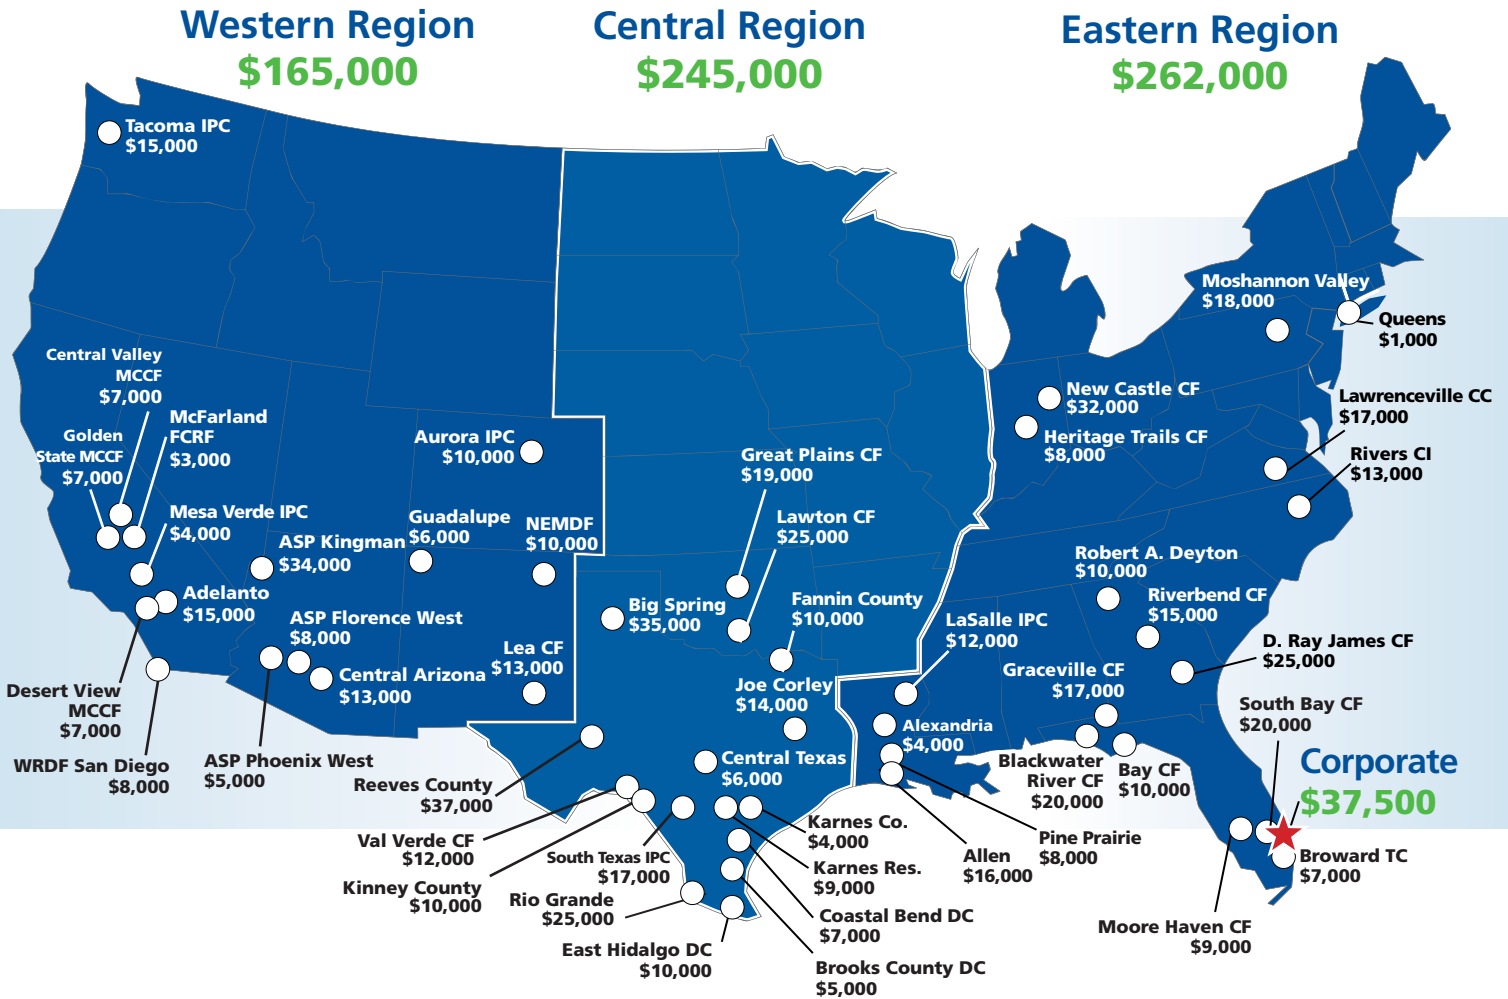 Western Region
$165,000
Central Region
$245,000
Eastern Region
$262,000
Tacoma IPC
$15,000
Central Valley
MCCF
$7,000
McFarland
FCRF
$3,000
Golden
State MCCF
$7,000
Mesa Verde IPC
$4,000
Adelanto
$15,000
Desert View
MCCF
$7,000
WRDF San Diego
$8,000
ASP Kingman
$34,000
ASP Florence West
$8,000
Central Arizona
$13,000
ASP Phoenix West
$5,000
Aurora IPC
$10,000
Guadalupe
$6,000
NEMDF
$10,000
Lea CF
$13,000
Great Plains CF
$19,000
Lawton CF
$25,000
Big Spring
$35,000
Fannin County
$10,000
Joe Corley
$14,000
Central Texas
$6,000
Reeves County
$37,000
Val Verde CF
$12,000
Kinney County
$10,000
South Texas IPC
$17,000
Rio Grande
$25,000
East Hidalgo DC
$10,000
Karnes Co.
$4,000
Karnes Res.
$9,000
Coastal Bend DC
$7,000
Brooks County DC
$5,000
Moshannon Valley
$18,000
Queens
$1,000
New Castle CF
$32,000
Heritage Trails CF
$8,000
Lawrenceville CC
$17,000
Rivers CI
$13,000
Robert A. Deyton
$10,000
Riverbend CF
$15,000
D. Ray James CF
$25,000
LaSalle IPC
$12,000
Graceville CF
$17,000
Alexandria
$4,000
Blackwater
River CF
$20,000
Bay CF
$10,000
Pine Prairie
$8,000
Allen
$16,000
South Bay CF
$20,000
Corporate
$37,500
Broward TC
$7,000
Moore Haven CF
$9,000